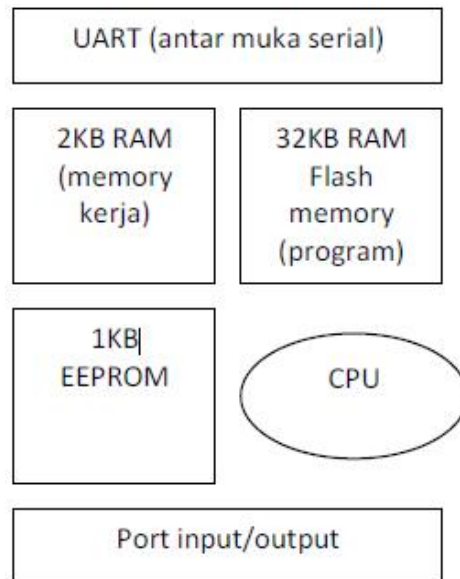 UART (antar muka serial)
2KB RAM
(memory
kerja)
32KB RAM
Flash
memory
(program)
1KB
EEPROM
CPU
Port input/output